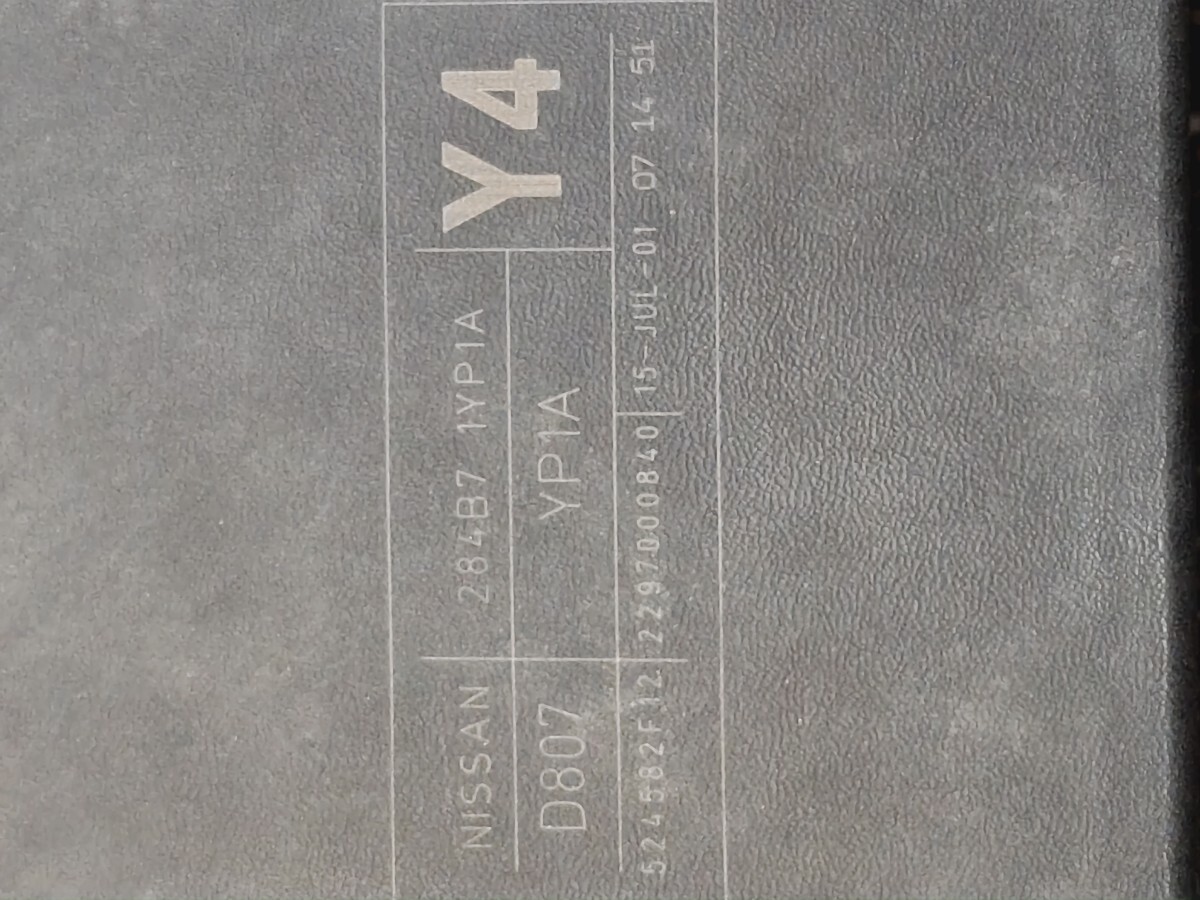 NISSAN 284B7 1YP1A Y4
D807 YP1A
524582F12 2297000840 15-JUL-01 07 14 51